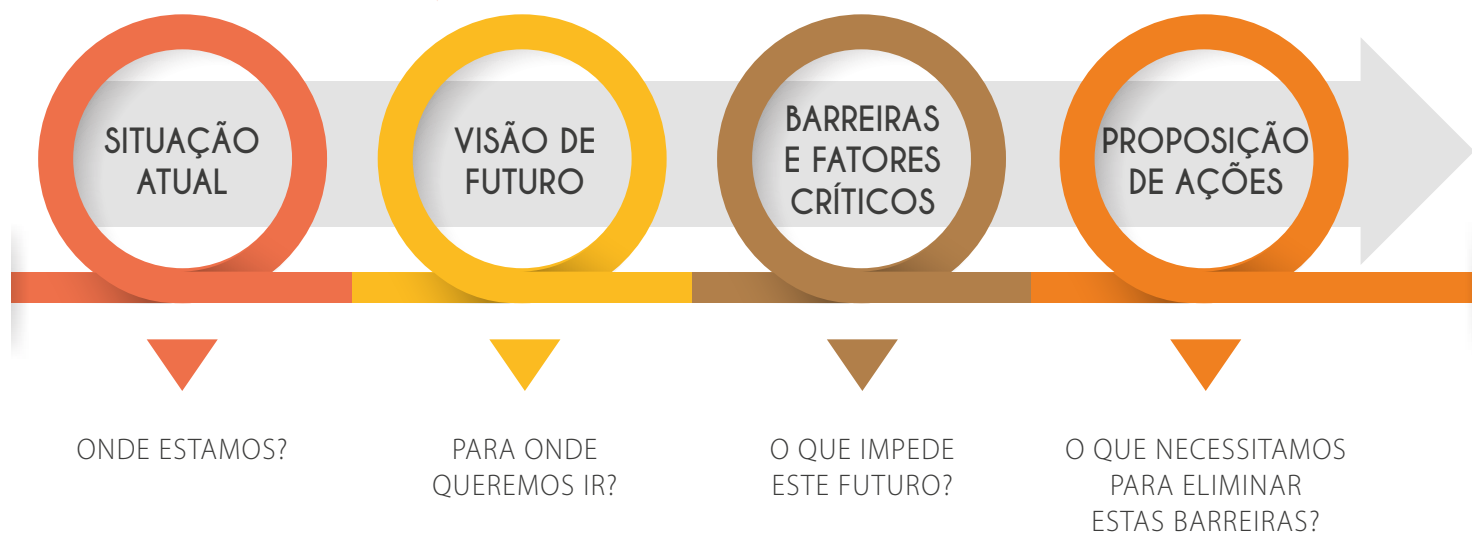 SITUAÇÃO
ATUAL
VISÃO DE
FUTURO
BARREIRAS
E FATORES
CRÍTICOS
PROPOSIÇÃO
DE AÇÕES
ONDE ESTAMOS?
PARA ONDE
QUEREMOS IR?
O QUE IMPEDE
ESTE FUTURO?
O QUE NECESSITAMOS
PARA ELIMINAR
ESTAS BARREIRAS?